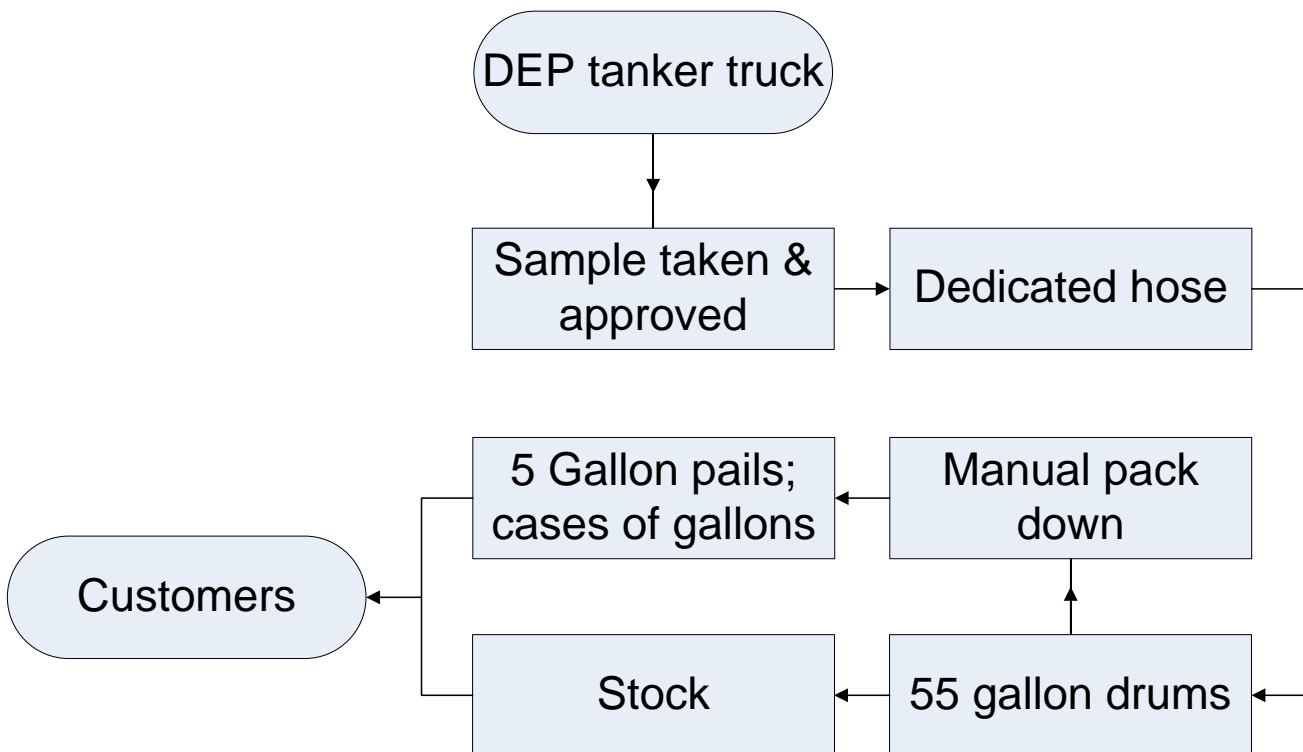 DEP tanker truck
Sample taken &
approved
Dedicated hose
5 Gallon pails;
cases of gallons
Manual pack
down
Customers
Stock
55 gallon drums